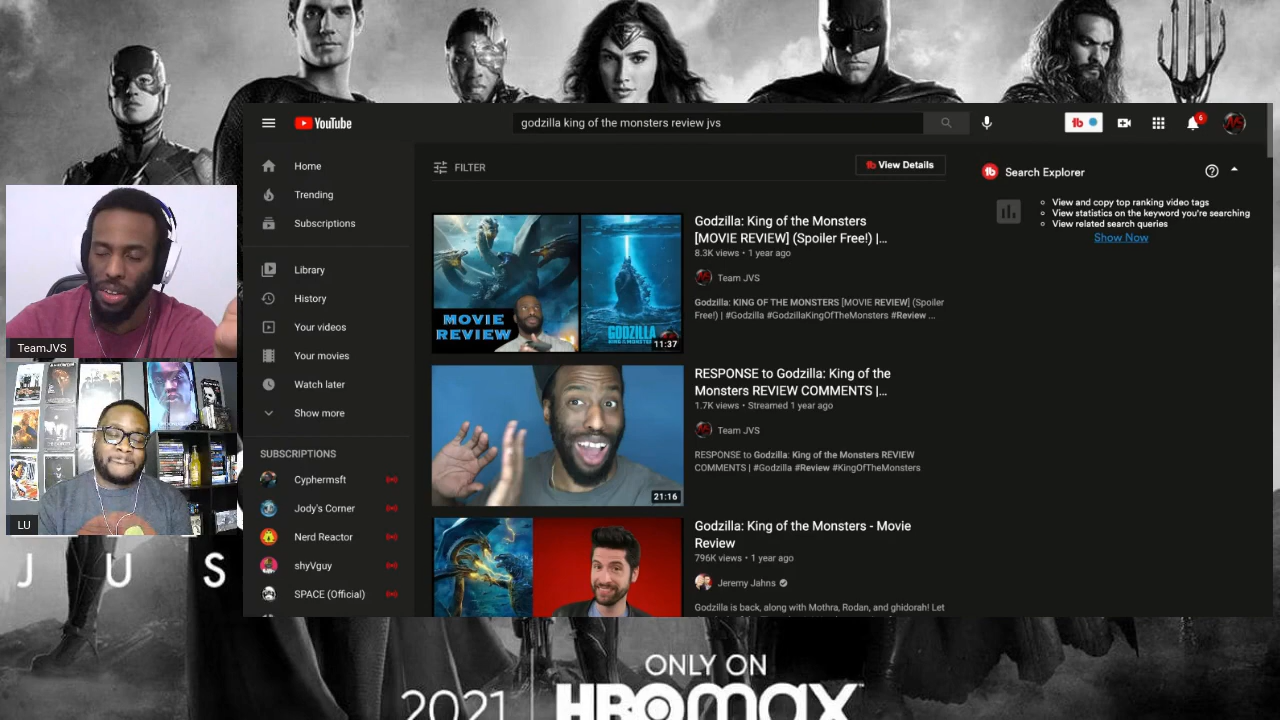 YouTube
godzilla king of the monsters review jvs
6
Home
Trending
Subscriptions
Library
History
Your videos
Your movies
Watch later
Show more
SUBSCRIPTIONS
Cyphermsft
Jody's Corner
Nerd Reactor
shyVguy
SPACE (Official)
FILTER
View Details
MOVIE
REVIEW
GODZILLA
11:37
Godzilla: King of the Monsters
[MOVIE REVIEW] (Spoiler Free!) |...
8.3K views • 1 year ago
Team JVS
Godzilla: KING OF THE MONSTERS [MOVIE REVIEW] (Spoiler
Free!) | #Godzilla #GodzillaKingOfTheMonsters #Review ...
21:16
RESPONSE to Godzilla: King of the
Monsters REVIEW COMMENTS |...
1.7K views • Streamed 1 year ago
Team JVS
RESPONSE to Godzilla: King of the Monsters REVIEW
COMMENTS | #Godzilla #Review #KingOfTheMonsters
Godzilla: King of the Monsters - Movie
Review
796K views • 1 year ago
Jeremy Jahns
Godzilla is back, along with Mothra, Rodan, and ghidorah! Let
Search Explorer
View and copy top ranking video tags
View statistics on the keyword you're searching
View related search queries
Show Now
TeamJVS
LU
J U S
ONLY ON
2021 HBOmax